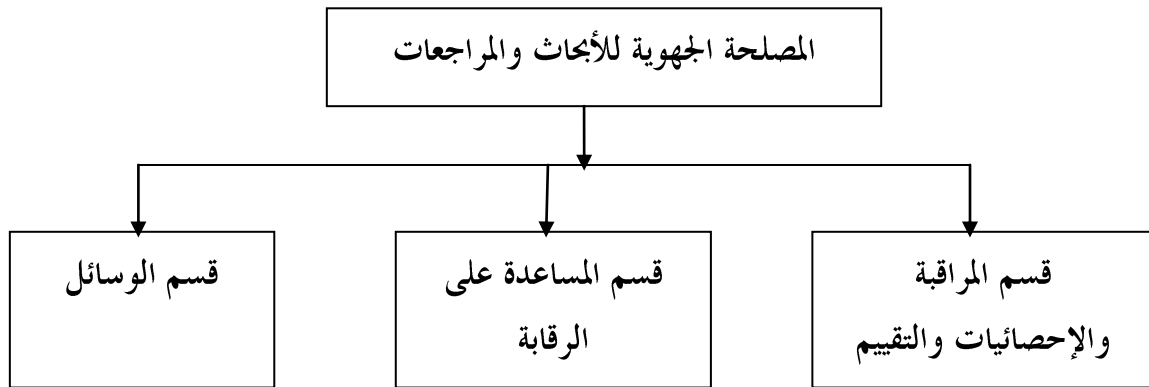 المصلحة الجهوية للأبحاث والمراجعات
قسم المراقبة
والإحصائيات والتقييم
قسم المساعدة على
الرقابة
قسم الوسائل